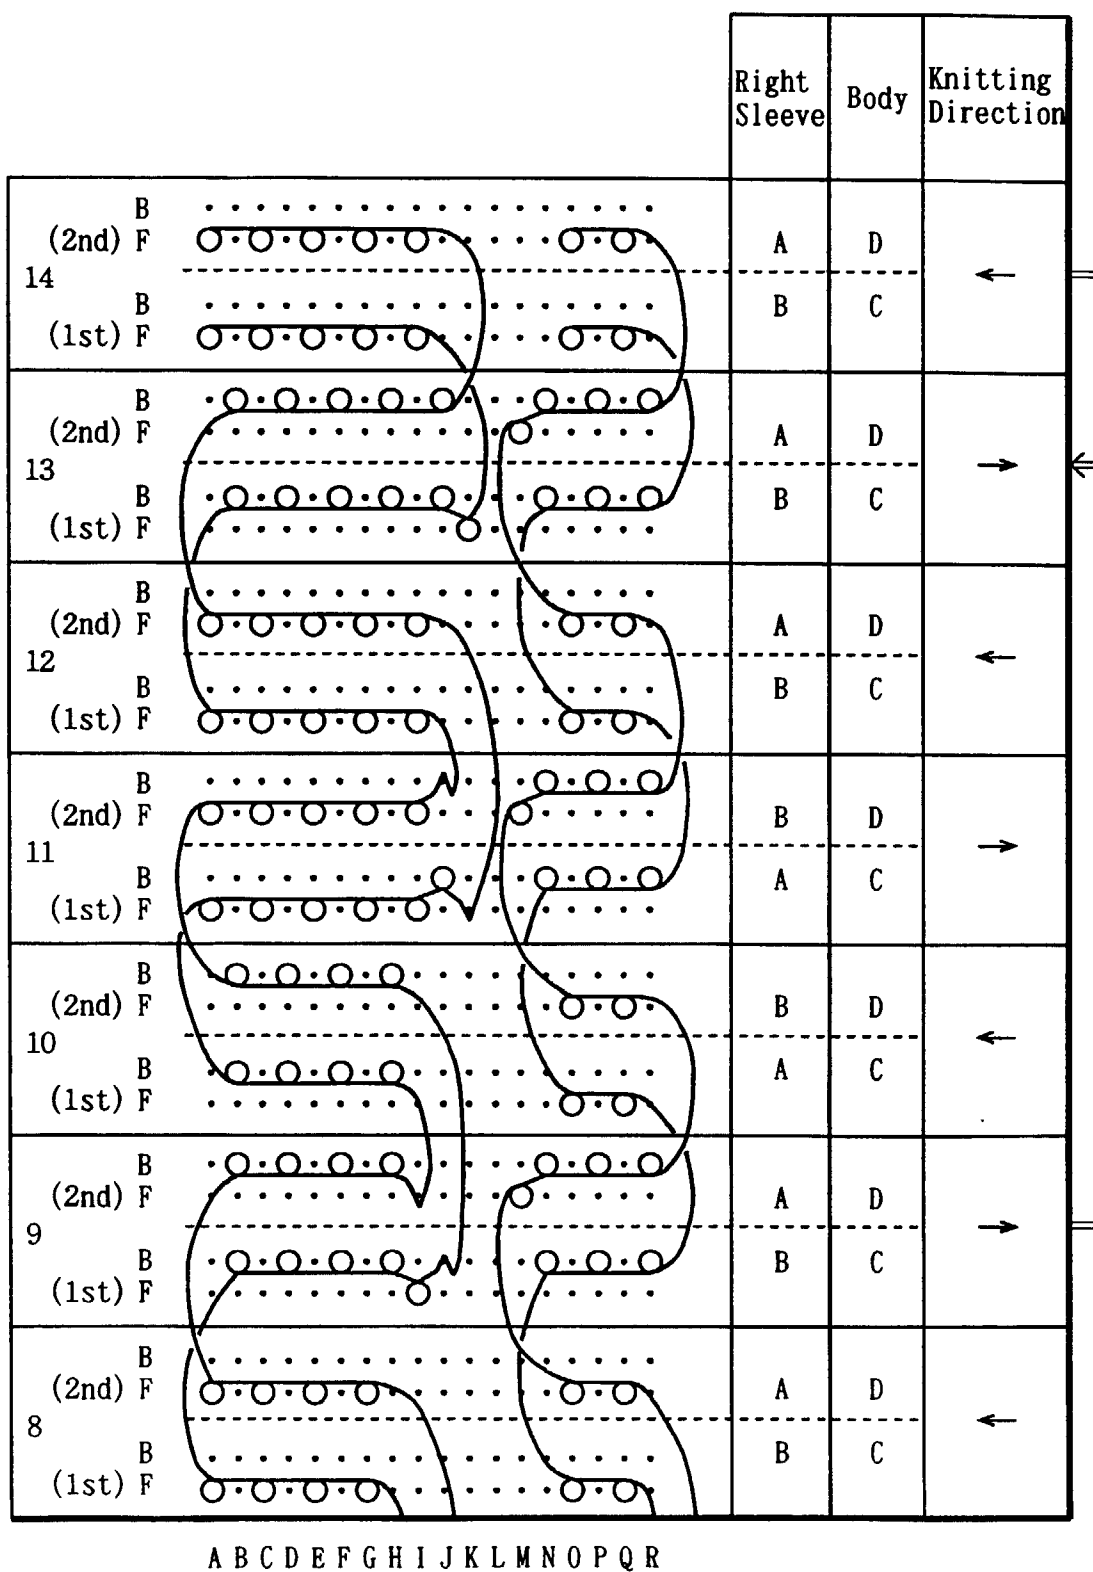 Right Sleeve Body Knitting Direction
B
(2nd) F A D
14 ←
B B C
(1st) F
B
(2nd) F A D
13 →
B B C
(1st) F
B
(2nd) F A D
12 ←
B B C
(1st) F
B
(2nd) F B D
11 →
B A C
(1st) F
B
(2nd) F B D
10 ←
B A C
(1st) F
B
(2nd) F A D
9 →
B B C
(1st) F
B
(2nd) F A D
8 ←
B B C
(1st) F
A B C D E F G H I J K L M N O P Q R